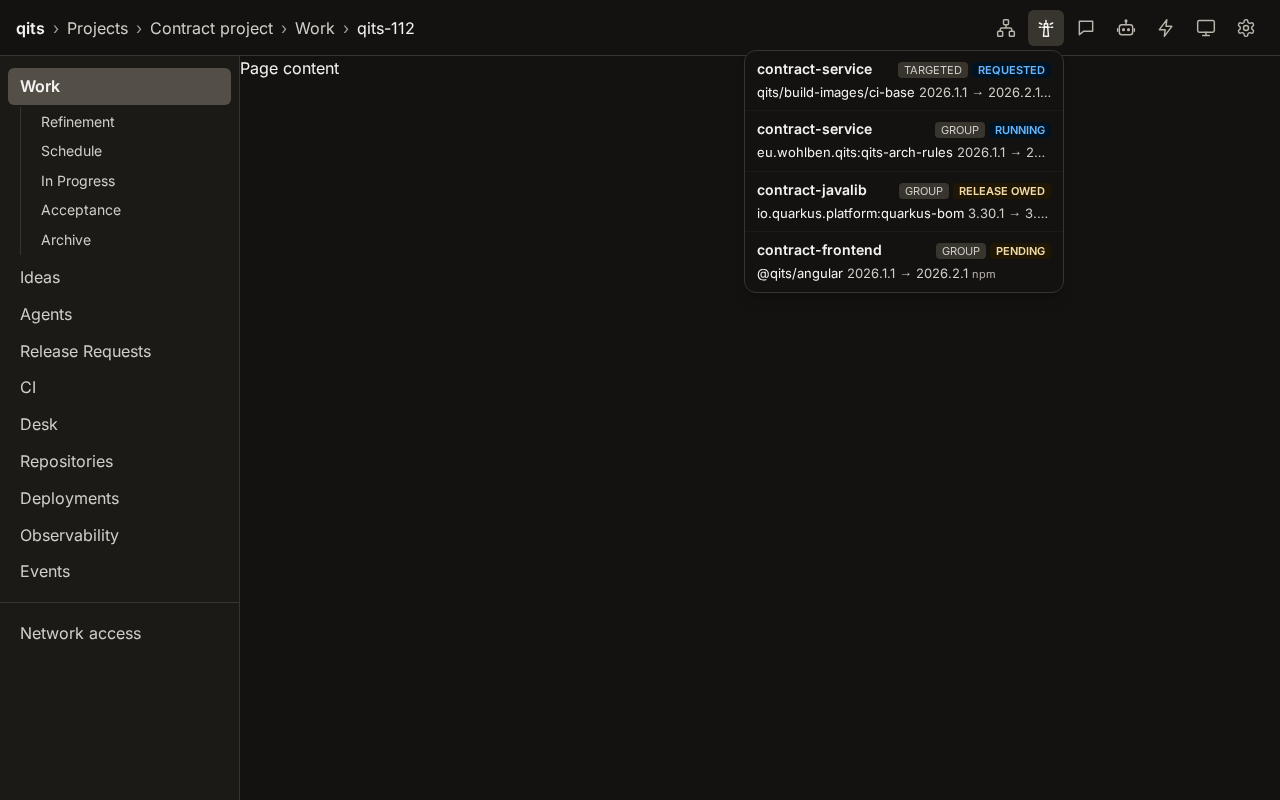 qits › Projects › Contract project › Work › qits-112
Work
Refinement
Schedule
In Progress
Acceptance
Archive
Ideas
Agents
Release Requests
CI
Desk
Repositories
Deployments
Observability
Events
Network access
Page content
contract-service TARGETED REQUESTED
qits/build-images/ci-base 2026.1.1 → 2026.2.1…
contract-service GROUP RUNNING
eu.wohlben.qits:qits-arch-rules 2026.1.1 → 2…
contract-javalib GROUP RELEASE OWED
io.quarkus.platform:quarkus-bom 3.30.1 → 3.…
contract-frontend GROUP PENDING
@qits/angular 2026.1.1 → 2026.2.1 npm